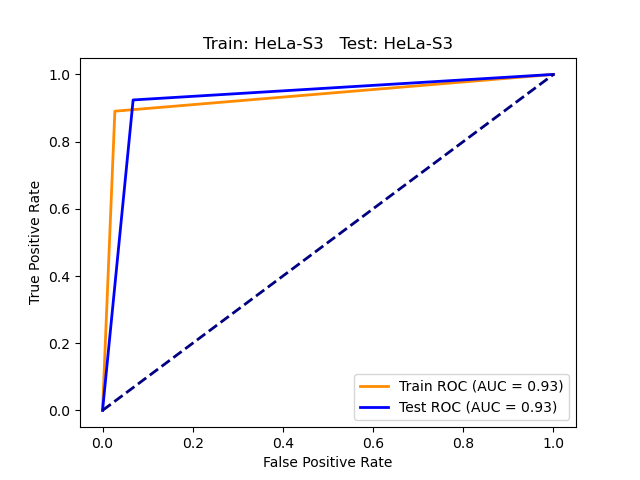 Train: HeLa-S3   Test: HeLa-S3
True Positive Rate
1.0
0.8
0.6
0.4
0.2
0.0
Train ROC (AUC = 0.93)
Test ROC (AUC = 0.93)
0.0 0.2 0.4 0.6 0.8 1.0
False Positive Rate